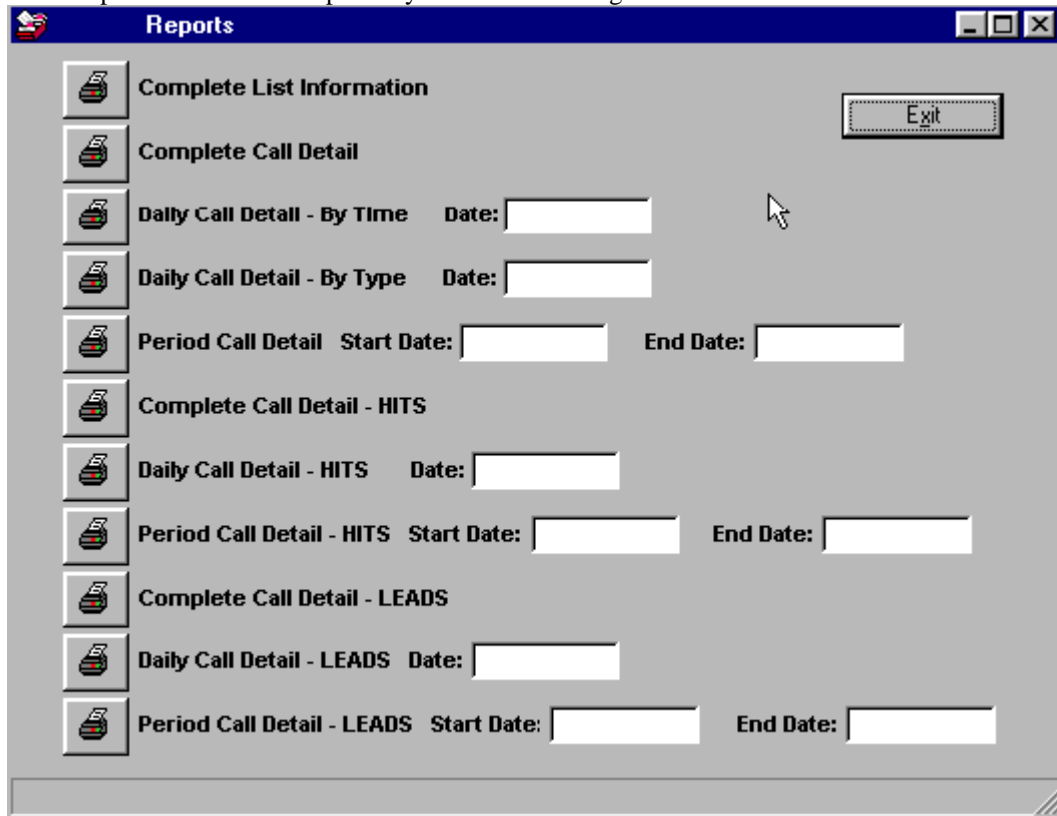 Reports
Complete List Information
Exit
Complete Call Detail
Daily Call Detail - By Time Date:
Daily Call Detail - By Type Date:
Period Call Detail Start Date: End Date:
Complete Call Detail - HITS
Daily Call Detail - HITS Date:
Period Call Detail - HITS Start Date: End Date:
Complete Call Detail - LEADS
Daily Call Detail - LEADS Date:
Period Call Detail - LEADS Start Date: End Date: